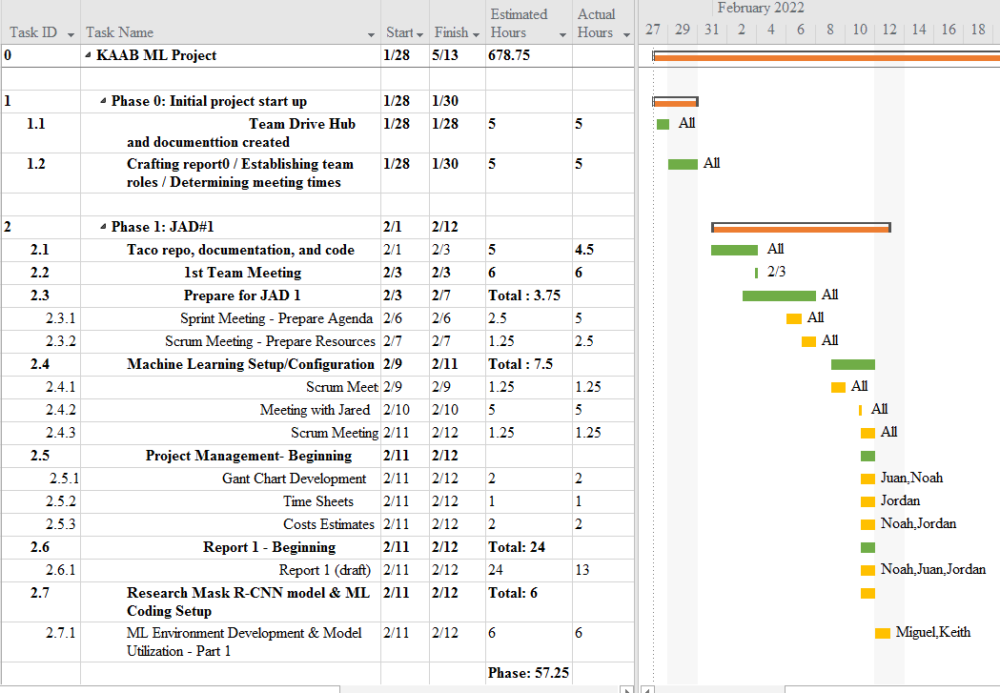 February 2022
Task ID Task Name Start Finish Estimated Hours Actual Hours 27 29 31 2 4 6 8 10 12 14 16 18
0 KAAB ML Project 1/28 5/13 678.75
1 Phase 0: Initial project start up 1/28 1/30
1.1 Team Drive Hub 1/28 1/28 5 5 All
and documenttion created
1.2 Crafting report0 / Establishing team 1/28 1/30 5 5 All
roles / Determining meeting times
2 Phase 1: JAD#1 2/1 2/12
2.1 Taco repo, documentation, and code 2/1 2/3 5 4.5 All
2.2 1st Team Meeting 2/3 2/3 6 6 2/3
2.3 Prepare for JAD 1 2/3 2/7 Total : 3.75 All
2.3.1 Sprint Meeting - Prepare Agenda 2/6 2/6 2.5 5 All
2.3.2 Scrum Meeting - Prepare Resources 2/7 2/7 1.25 2.5 All
2.4 Machine Learning Setup/Configuration 2/9 2/11 Total : 7.5
2.4.1 Scrum Meet 2/9 2/9 1.25 1.25 All
2.4.2 Meeting with Jared 2/10 2/10 5 5 All
2.4.3 Scrum Meeting 2/11 2/12 1.25 1.25 All
2.5 Project Management- Beginning 2/11 2/12
2.5.1 Gant Chart Development 2/11 2/12 2 2 Juan,Noah
2.5.2 Time Sheets 2/11 2/12 1 1 Jordan
2.5.3 Costs Estimates 2/11 2/12 2 2 Noah,Jordan
2.6 Report 1 - Beginning 2/11 2/12 Total: 24
2.6.1 Report 1 (draft) 2/11 2/12 24 13 Noah,Juan,Jordan
2.7 Research Mask R-CNN model & ML 2/11 2/12 Total: 6
Coding Setup
2.7.1 ML Environment Development & Model 2/11 2/12 6 6 Miguel,Keith
Utilization - Part 1
Phase: 57.25